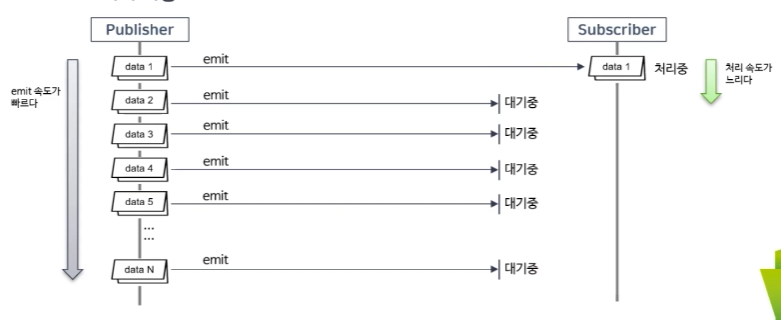 Publisher
Subscriber
data 1
emit
data 1
처리중
처리 속도가
느리다
emit 속도가
빠르다
data 2
emit
대기중
data 3
emit
대기중
data 4
emit
대기중
data 5
emit
대기중
...
...
data N
emit
대기중